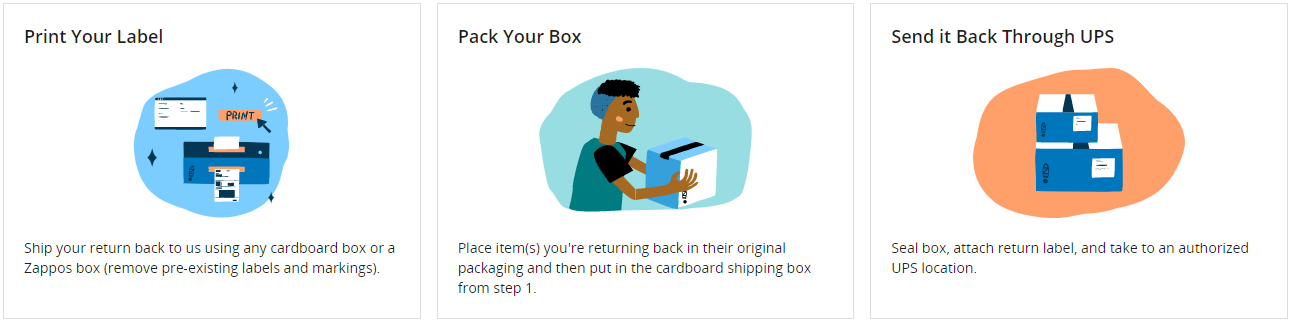 Print Your Label
PRINT
Ship your return back to us using any cardboard box or a
Zappos box (remove pre-existing labels and markings).
Pack Your Box
Place item(s) you're returning back in their original
packaging and then put in the cardboard shipping box
from step 1.
Send it Back Through UPS
Seal box, attach return label, and take to an authorized
UPS location.